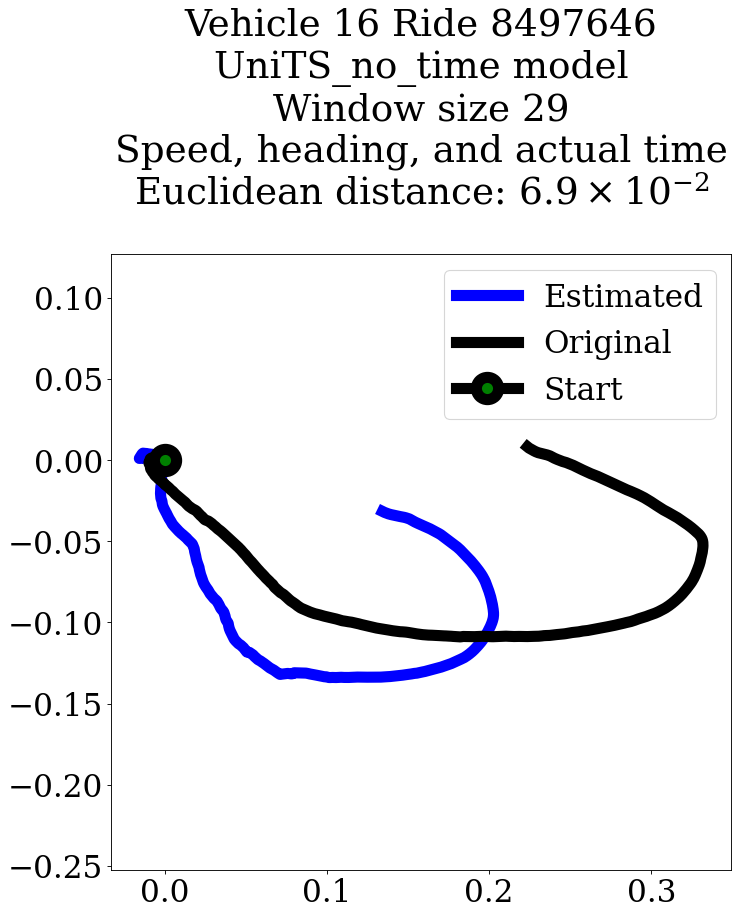 Vehicle 16 Ride 8497646
UniTS_no_time model
Window size 29
Speed, heading, and actual time
Euclidean distance: 6.9 × 10⁻²
Estimated
Original
Start
0.10
0.05
0.00
−0.05
−0.10
−0.15
−0.20
−0.25
0.0 0.1 0.2 0.3